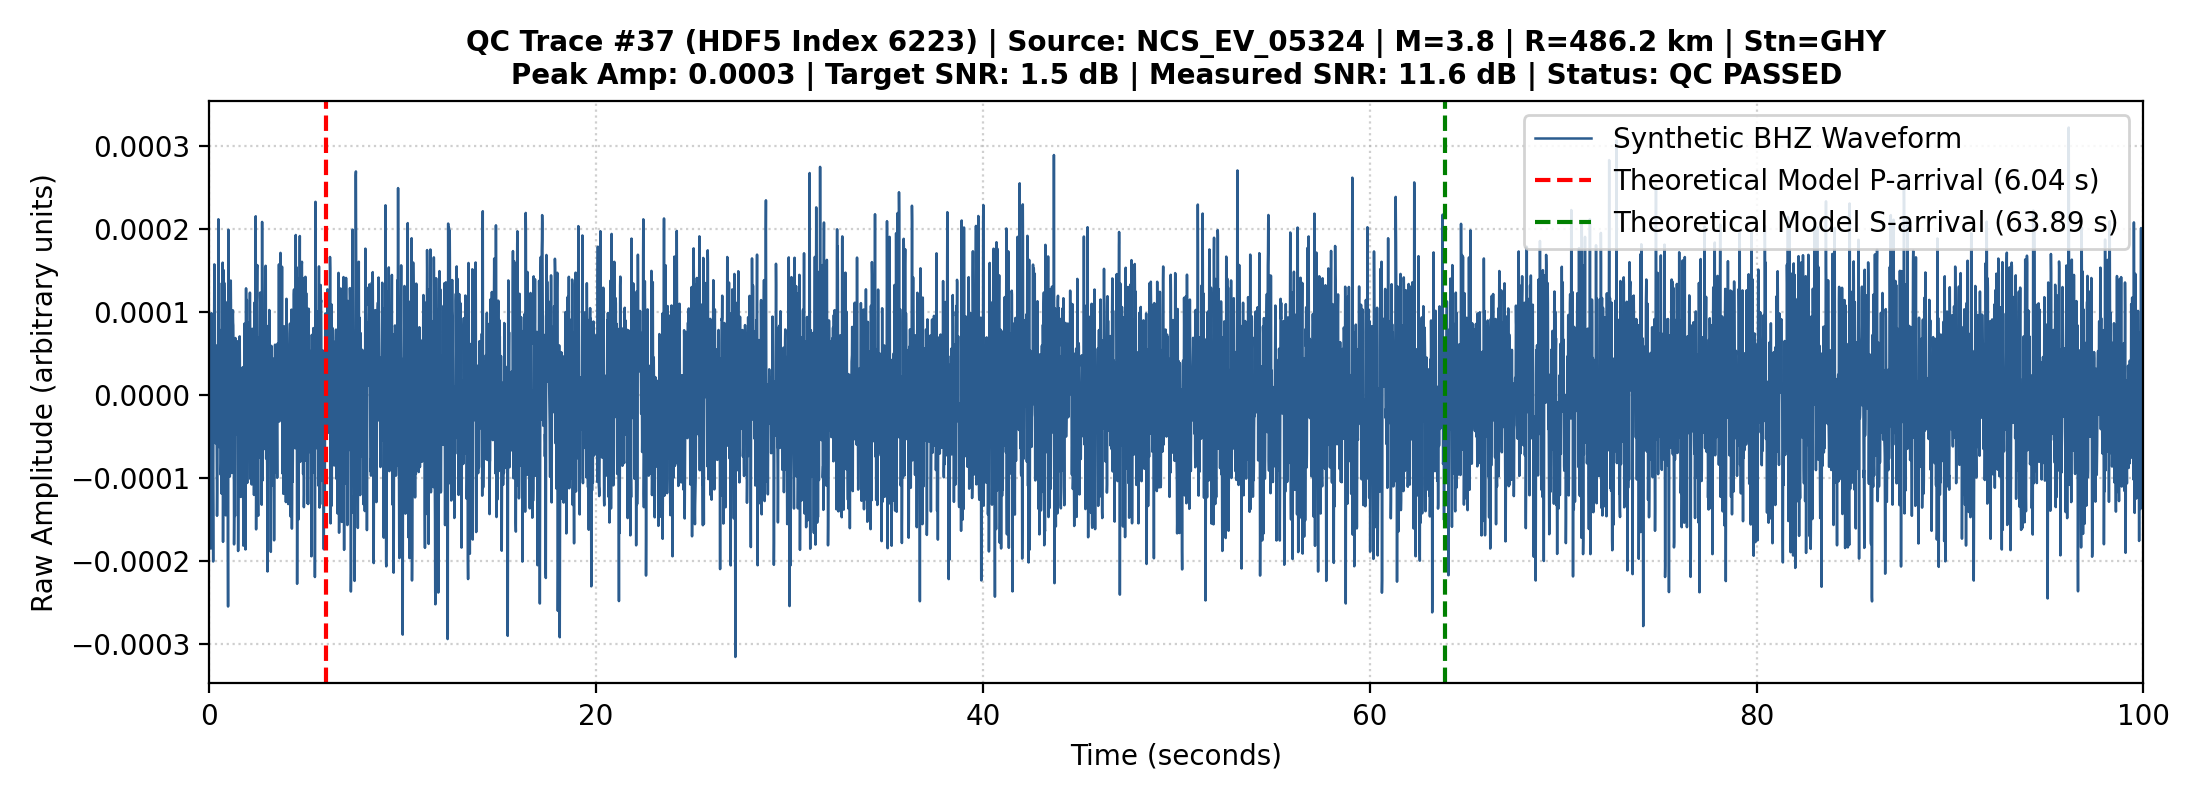 QC Trace #37 (HDF5 Index 6223) | Source: NCS_EV_05324 | M=3.8 | R=486.2 km | Stn=GHY
Peak Amp: 0.0003 | Target SNR: 1.5 dB | Measured SNR: 11.6 dB | Status: QC PASSED
Synthetic BHZ Waveform
Theoretical Model P-arrival (6.04 s)
Theoretical Model S-arrival (63.89 s)
Raw Amplitude (arbitrary units)
0.0003
0.0002
0.0001
0.0000
−0.0001
−0.0002
−0.0003
0 20 40 60 80 100
Time (seconds)